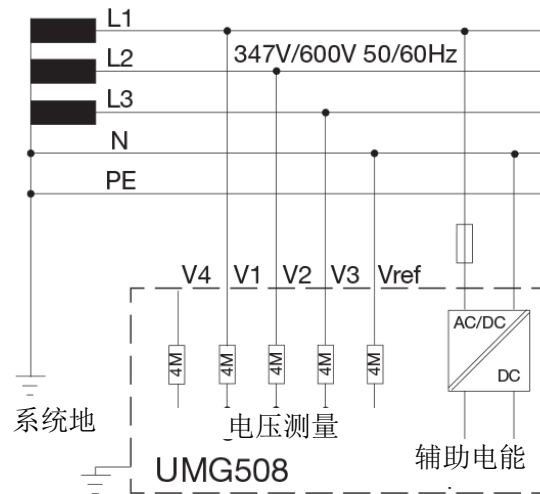 L1
347V/600V 50/60Hz
L2
L3
N
PE
V4 V1 V2 V3 Vref
AC/DC
4M 4M 4M 4M 4M
DC
系统地
电压测量
辅助电能
UMG508